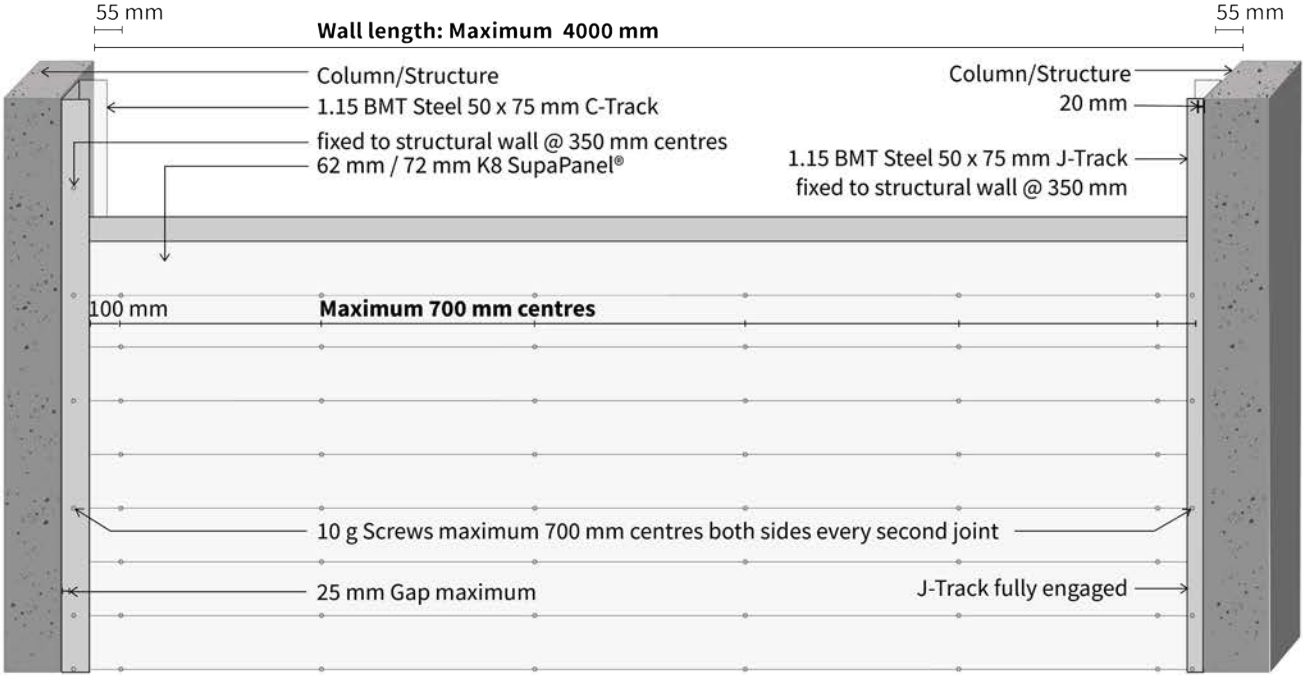 55 mm
55 mm
Wall length: Maximum 4000 mm
Column/Structure
1.15 BMT Steel 50 x 75 mm C-Track
fixed to structural wall @ 350 mm centres
62 mm / 72 mm K8 SupaPanel®
Column/Structure
20 mm
1.15 BMT Steel 50 x 75 mm J-Track
fixed to structural wall @ 350 mm
100 mm
Maximum 700 mm centres
10 g Screws maximum 700 mm centres both sides every second joint
25 mm Gap maximum
J-Track fully engaged